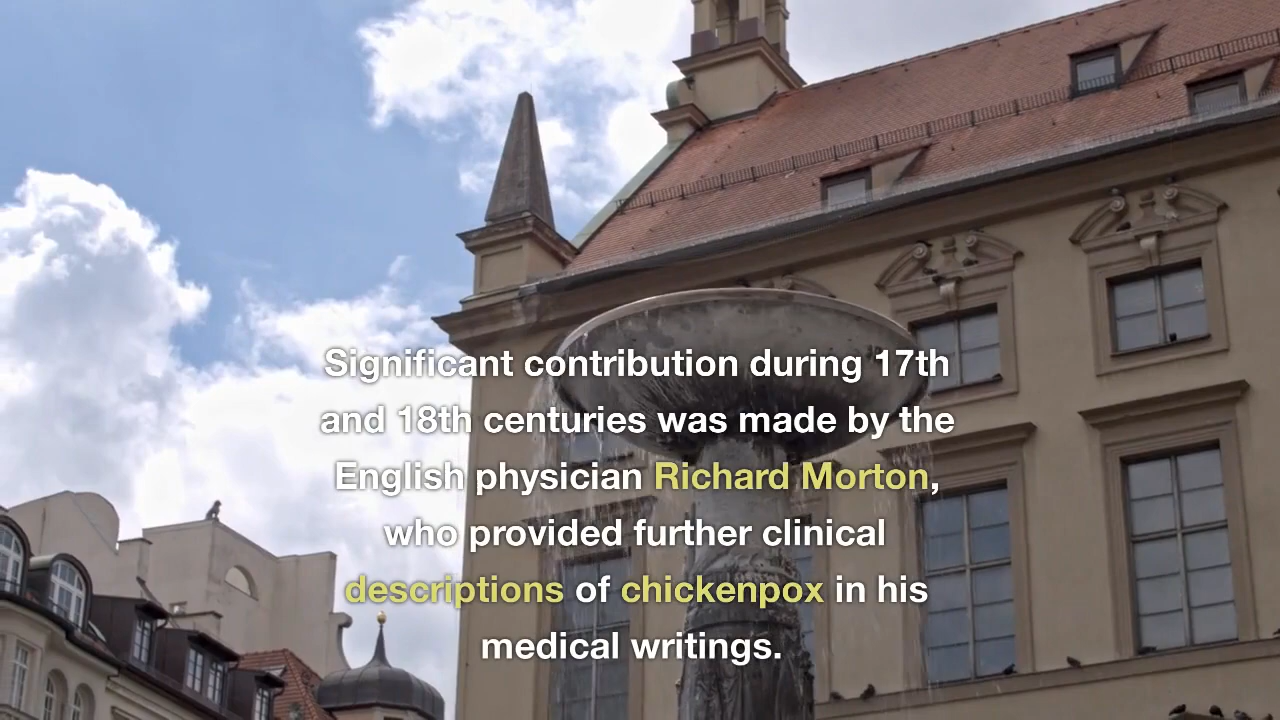 Significant contribution during 17th
and 18th centuries was made by the
English physician Richard Morton,
who provided further clinical
descriptions of chickenpox in his
medical writings.